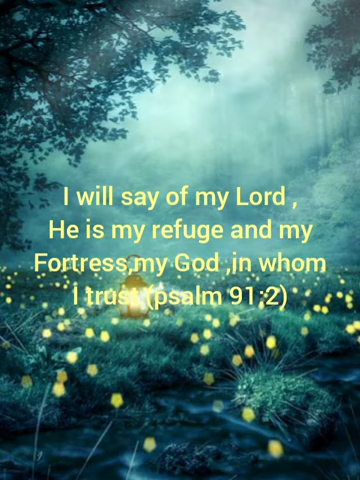 I will say of my Lord ,
He is my refuge and my
Fortress,my God ,in whom
I trust (psalm 91;2)